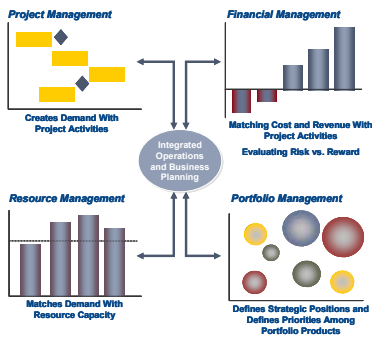 Project Management
Financial Management
Creates Demand With
Project Activities
Matching Cost and Revenue With
Project Activities
Evaluating Risk vs. Reward
Integrated
Operations
and Business
Planning
Resource Management
Portfolio Management
Matches Demand With
Resource Capacity
Defines Strategic Positions and
Defines Priorities Among
Portfolio Products